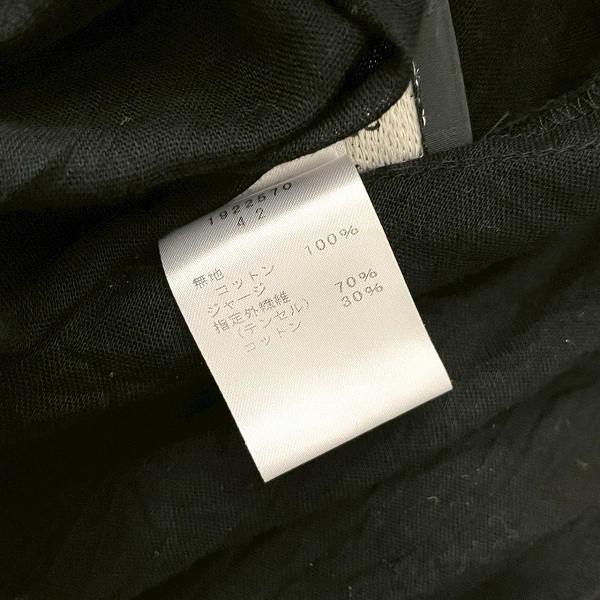 1922570
42
無地
コットン 100%
ジャージ
指定外繊維 70%
(テンセル)
コットン 30%